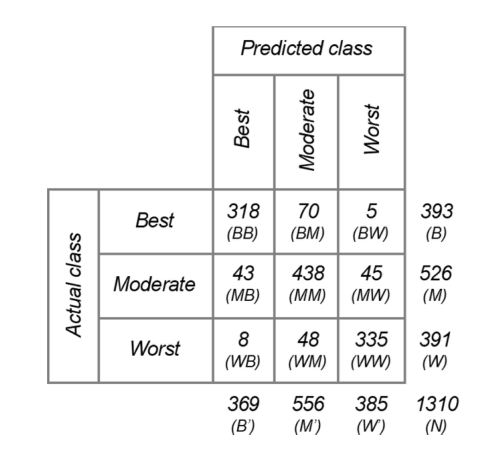 Predicted class
Best
Moderate
Worst
Actual class
Best 318 70 5 393
(BB) (BM) (BW) (B)
Moderate 43 438 45 526
(MB) (MM) (MW) (M)
Worst 8 48 335 391
(WB) (WM) (WW) (W)
369 556 385 1310
(B') (M') (W') (N)